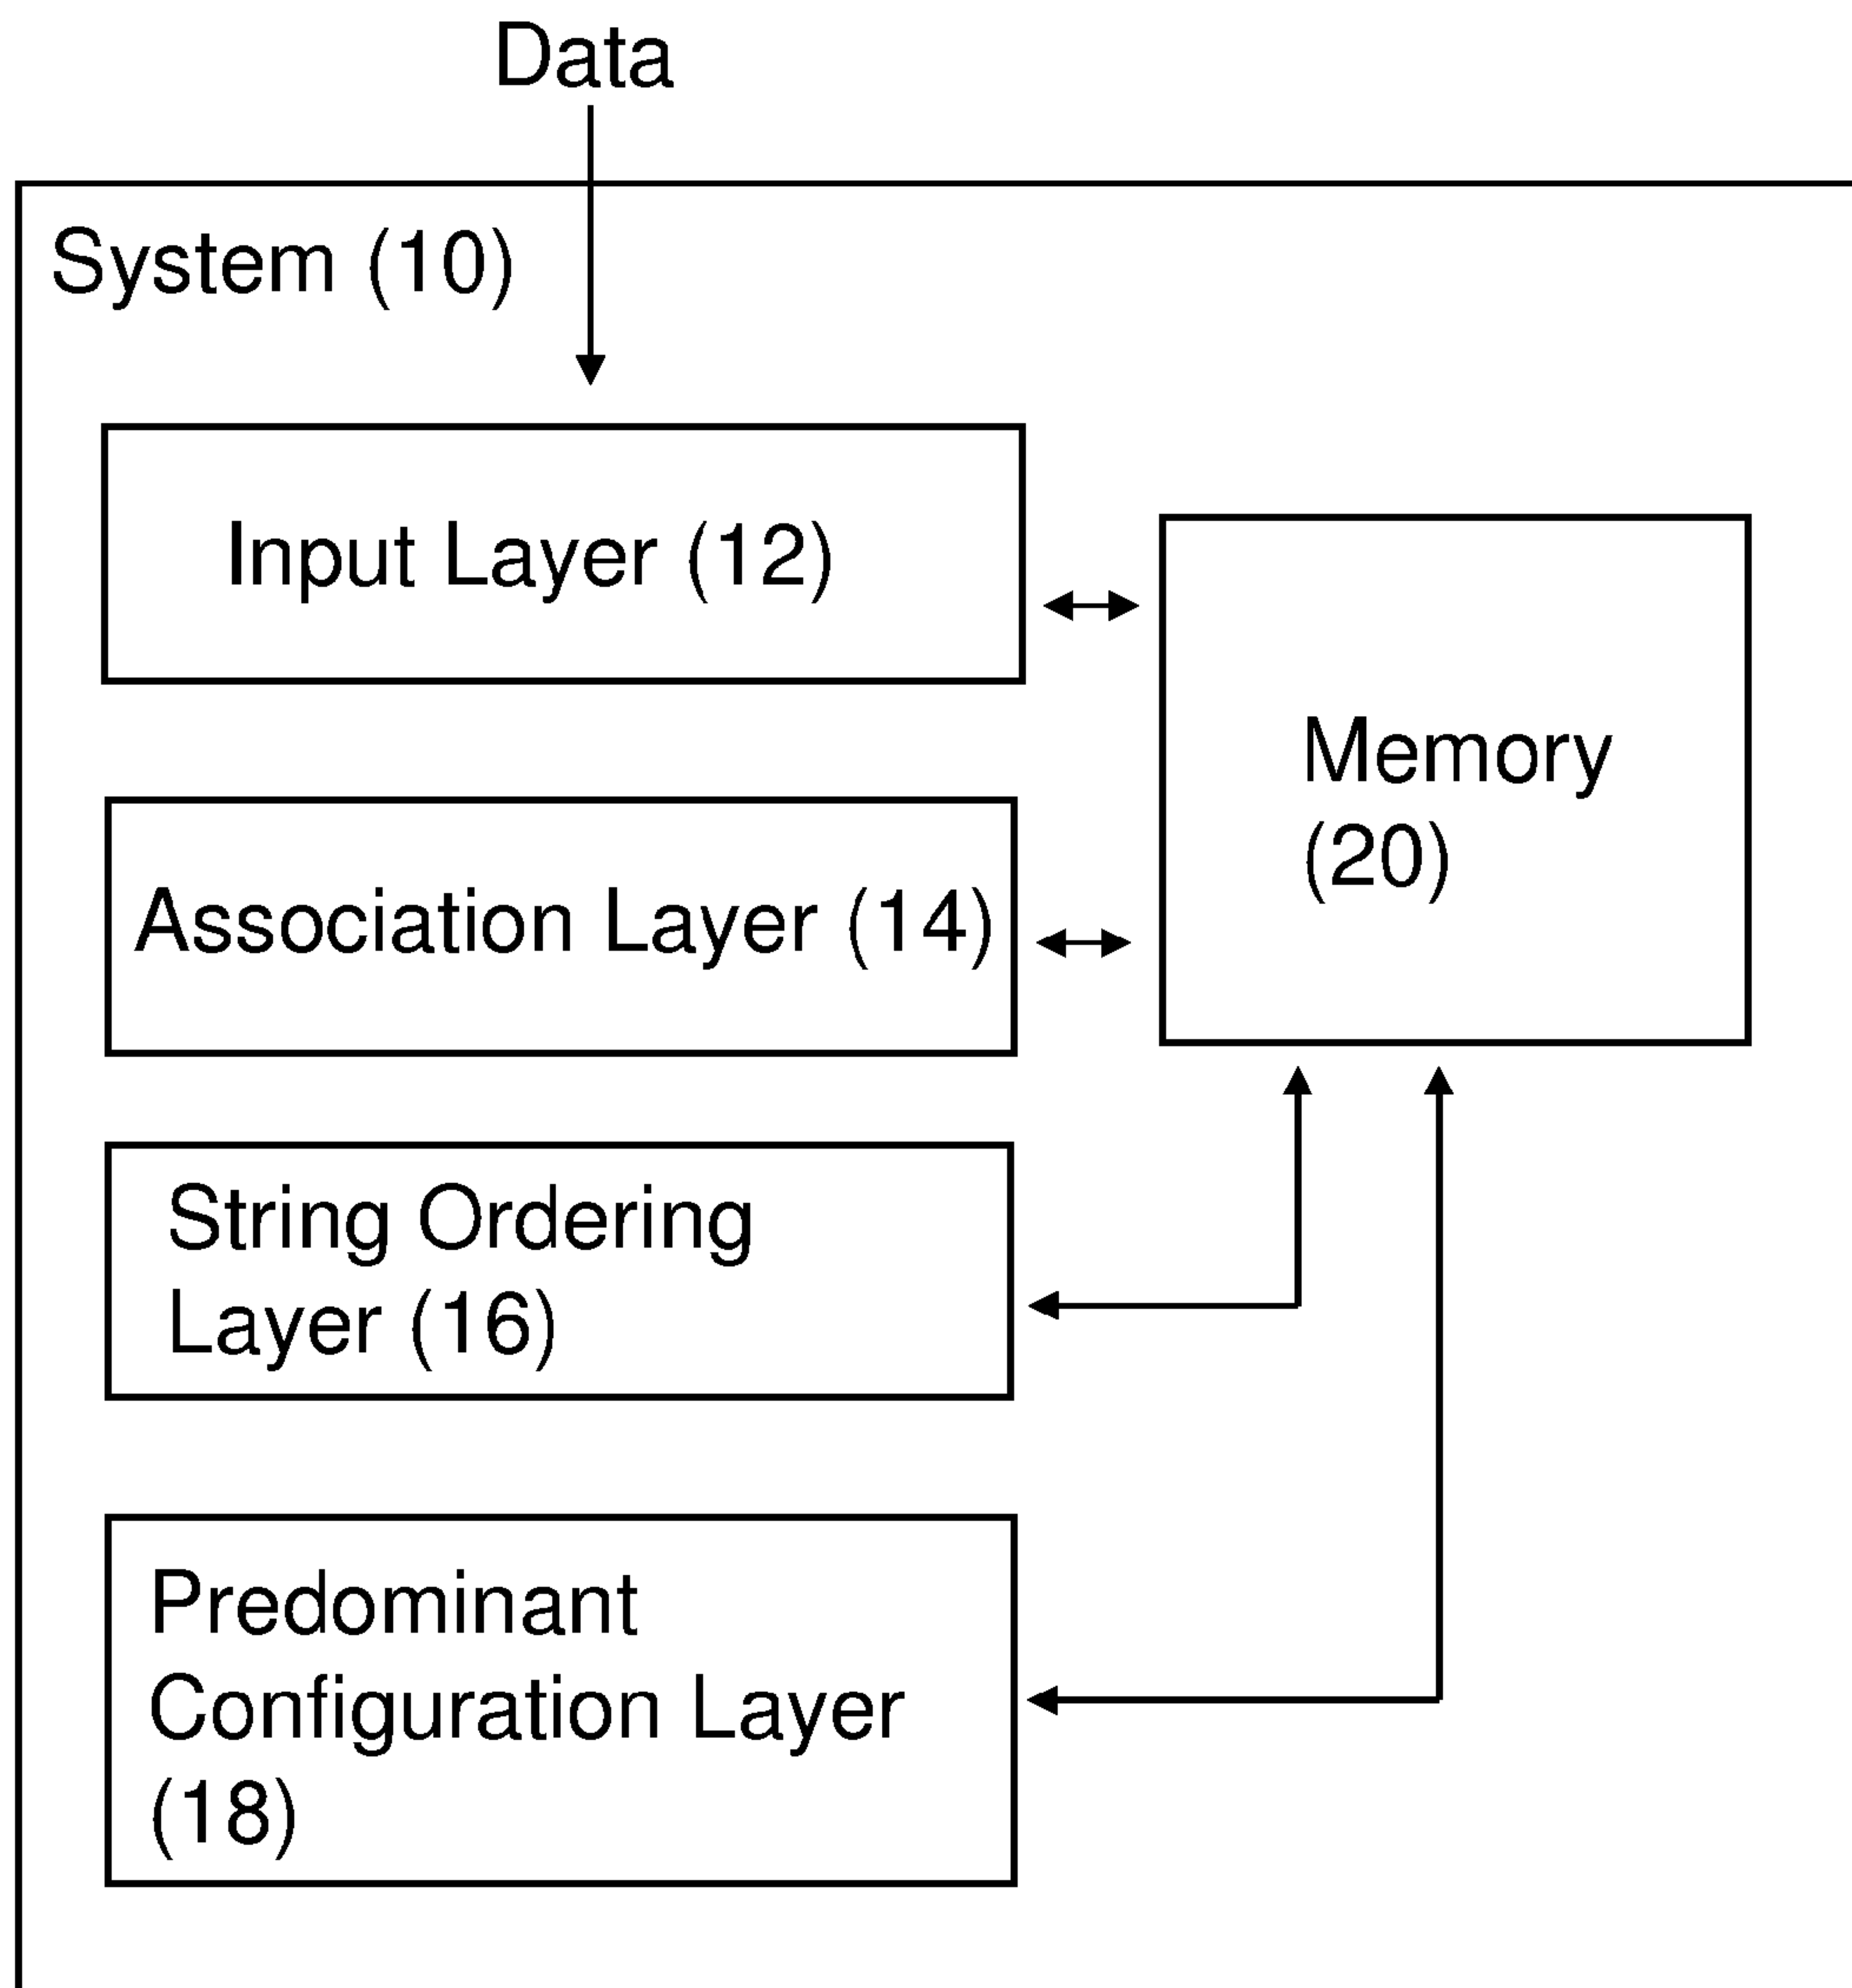 Data
System (10)
Input Layer (12)
Memory
(20)
Association Layer (14)
String Ordering
Layer (16)
Predominant
Configuration Layer
(18)